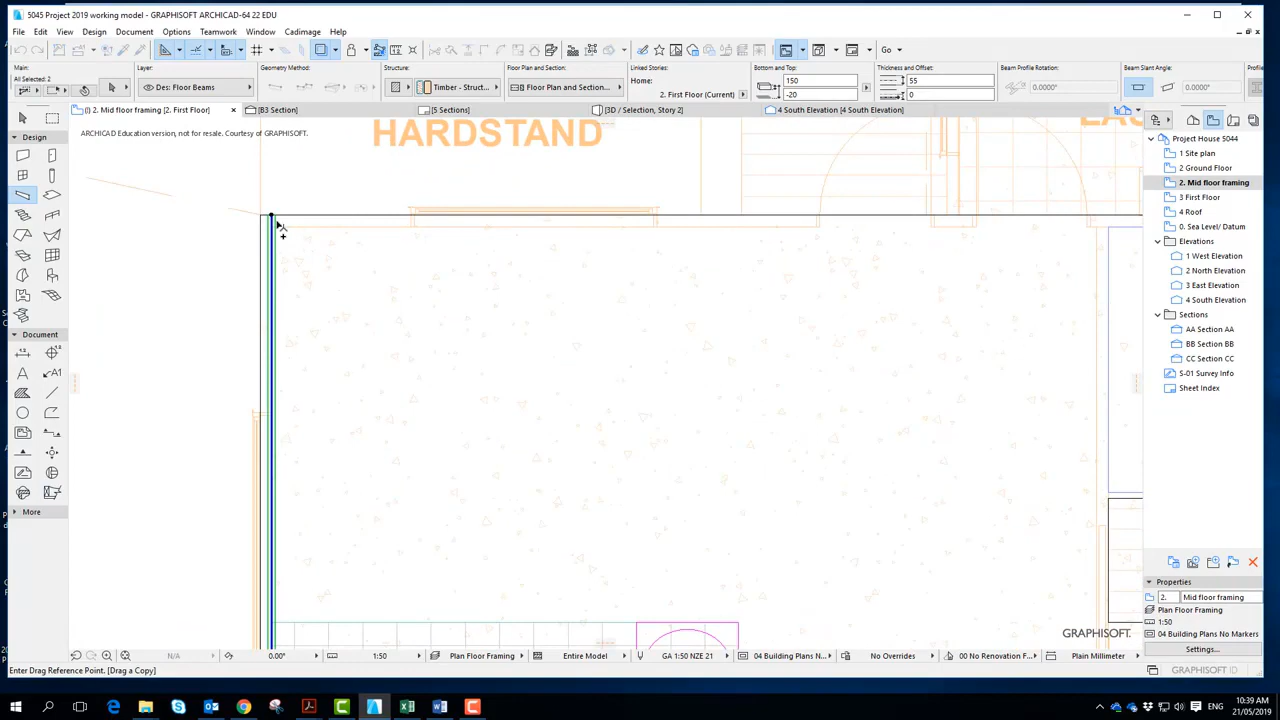 5045 Project 2019 working model - GRAPHISOFT ARCHICAD-64 22 EDU
File Edit View Design Document Options Teamwork Window Cadimage Help
Go
Main:
All Selected: 2
Layer:
Des: Floor Beams
Geometry Method:
Structure:
Timber - Struct...
Floor Plan and Section:
Floor Plan and Section...
Linked Stories:
Home:
2. First Floor (Current)
Bottom and Top:
150
-20
Thickness and Offset:
55
0
Beam Profile Rotation:
0.0000°
Beam Slant Angle:
0.0000°
Profile
(!) 2. Mid floor framing [2. First Floor]
[B3 Section]
[5 Sections]
[3D / Selection, Story 2]
4 South Elevation [4 South Elevation]
ARCHICAD Education version, not for resale. Courtesy of GRAPHISOFT.
HARDSTAND
Design
Document
More
Project House 5044
1 Site plan
2 Ground Floor
2. Mid floor framing
3 First Floor
4 Roof
0. Sea Level/ Datum
Elevations
1 West Elevation
2 North Elevation
3 East Elevation
4 South Elevation
Sections
AA Section AA
BB Section BB
CC Section CC
S-01 Survey Info
Sheet Index
Properties
2. Mid floor framing
Plan Floor Framing
1:50
04 Building Plans No Markers
Settings...
GRAPHISOFT.
N/A
0.00°
1:50
Plan Floor Framing
Entire Model
GA 1:50 NZE 21
04 Building Plans N...
No Overrides
00 No Renovation F...
Plain Millimeter
Enter Drag Reference Point. [Drag a Copy]
GRAPHISOFT ID
ENG
10:39 AM
21/05/2019